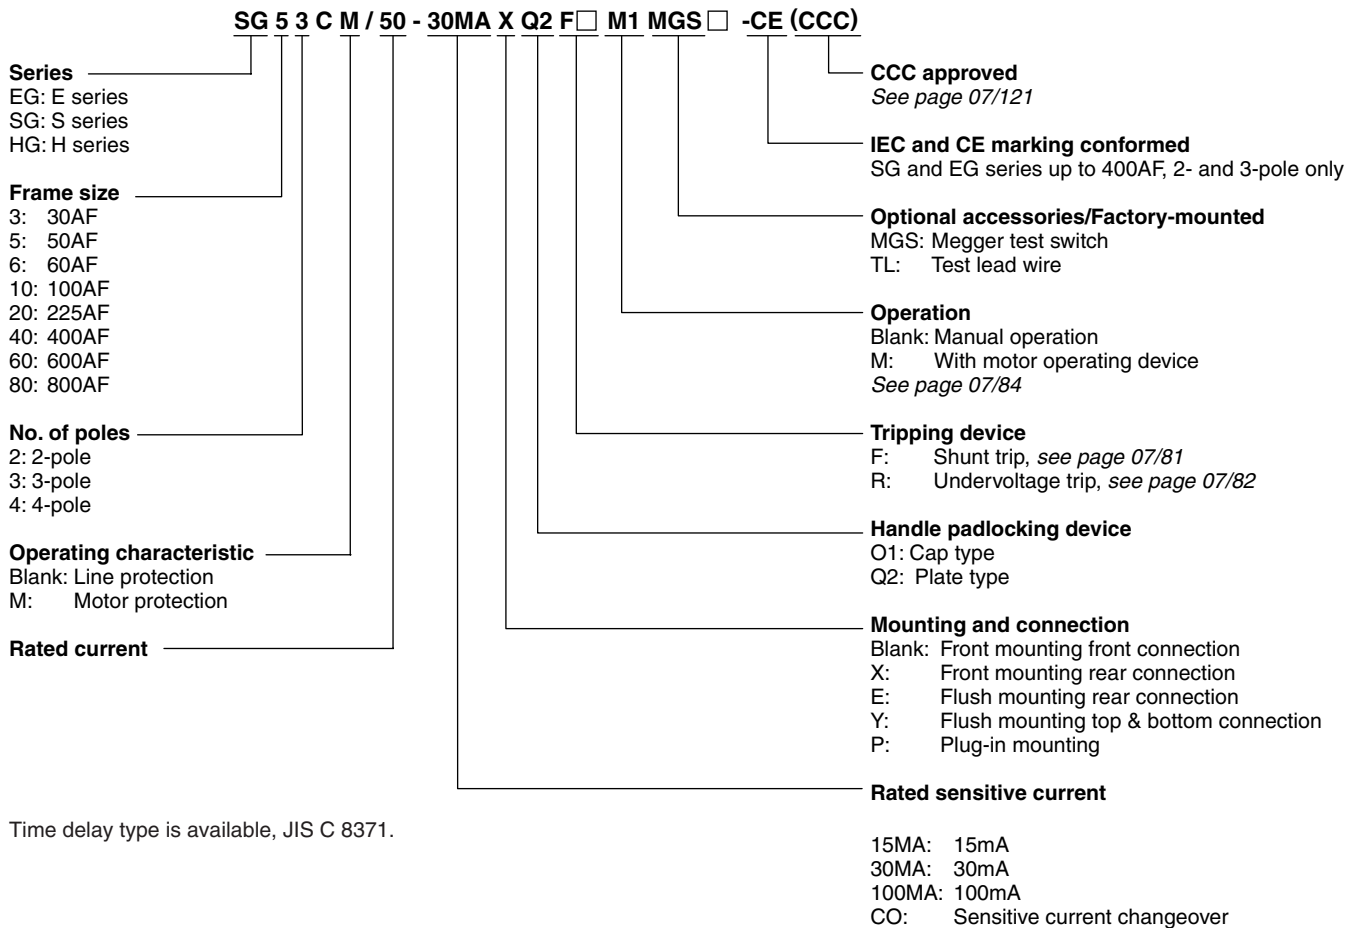 SG 5 3 C M / 50 - 30MA X Q2 F□ M1 MGS□ -CE (CCC)
Series
EG: E series
SG: S series
HG: H series
Frame size
3: 30AF
5: 50AF
6: 60AF
10: 100AF
20: 225AF
40: 400AF
60: 600AF
80: 800AF
No. of poles
2: 2-pole
3: 3-pole
4: 4-pole
Operating characteristic
Blank: Line protection
M: Motor protection
Rated current
Time delay type is available, JIS C 8371.
CCC approved
See page 07/121
IEC and CE marking conformed
SG and EG series up to 400AF, 2- and 3-pole only
Optional accessories/Factory-mounted
MGS: Megger test switch
TL: Test lead wire
Operation
Blank: Manual operation
M: With motor operating device
See page 07/84
Tripping device
F: Shunt trip, see page 07/81
R: Undervoltage trip, see page 07/82
Handle padlocking device
O1: Cap type
Q2: Plate type
Mounting and connection
Blank: Front mounting front connection
X: Front mounting rear connection
E: Flush mounting rear connection
Y: Flush mounting top & bottom connection
P: Plug-in mounting
Rated sensitive current
15MA: 15mA
30MA: 30mA
100MA: 100mA
CO: Sensitive current changeover